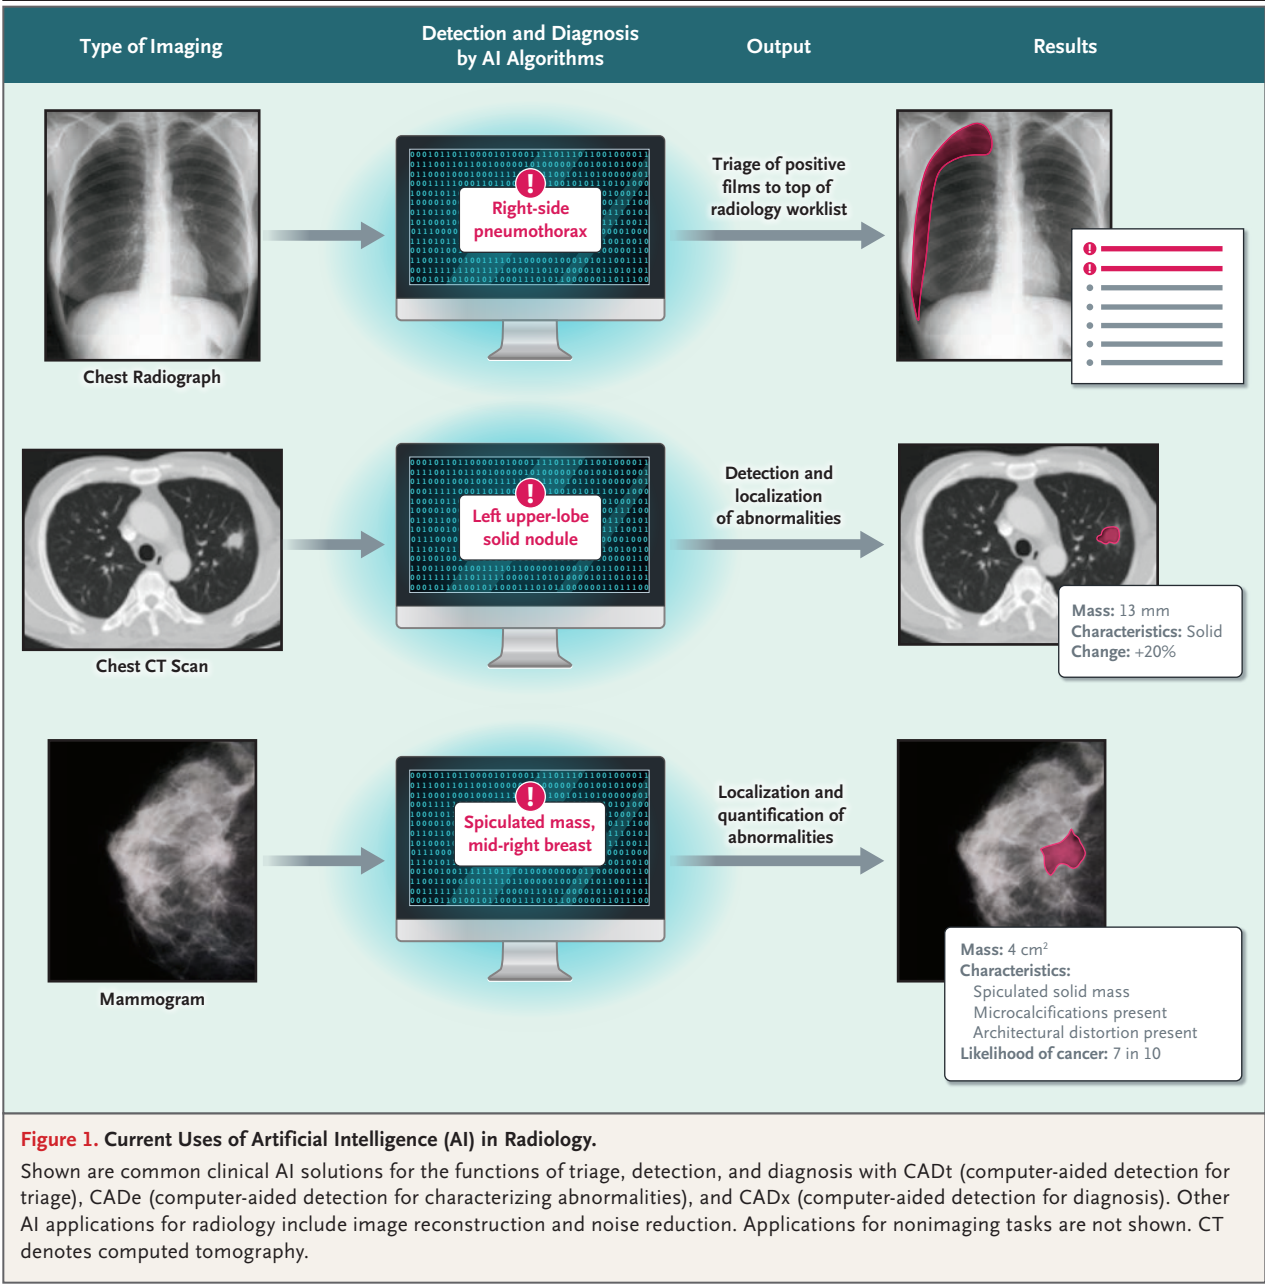 Type of Imaging
Detection and Diagnosis
by AI Algorithms
Output
Results
Right-side
pneumothorax
Triage of positive
films to top of
radiology worklist
Chest Radiograph
Left upper-lobe
solid nodule
Detection and
localization
of abnormalities
Mass: 13 mm
Characteristics: Solid
Change: +20%
Chest CT Scan
Spiculated mass,
mid-right breast
Localization and
quantification of
abnormalities
Mass: 4 cm²
Characteristics:
Spiculated solid mass
Microcalcifications present
Architectural distortion present
Likelihood of cancer: 7 in 10
Mammogram
Figure 1. Current Uses of Artificial Intelligence (AI) in Radiology.
Shown are common clinical AI solutions for the functions of triage, detection, and diagnosis with CADt (computer-aided detection for
triage), CADe (computer-aided detection for characterizing abnormalities), and CADx (computer-aided detection for diagnosis). Other
AI applications for radiology include image reconstruction and noise reduction. Applications for nonimaging tasks are not shown. CT
denotes computed tomography.